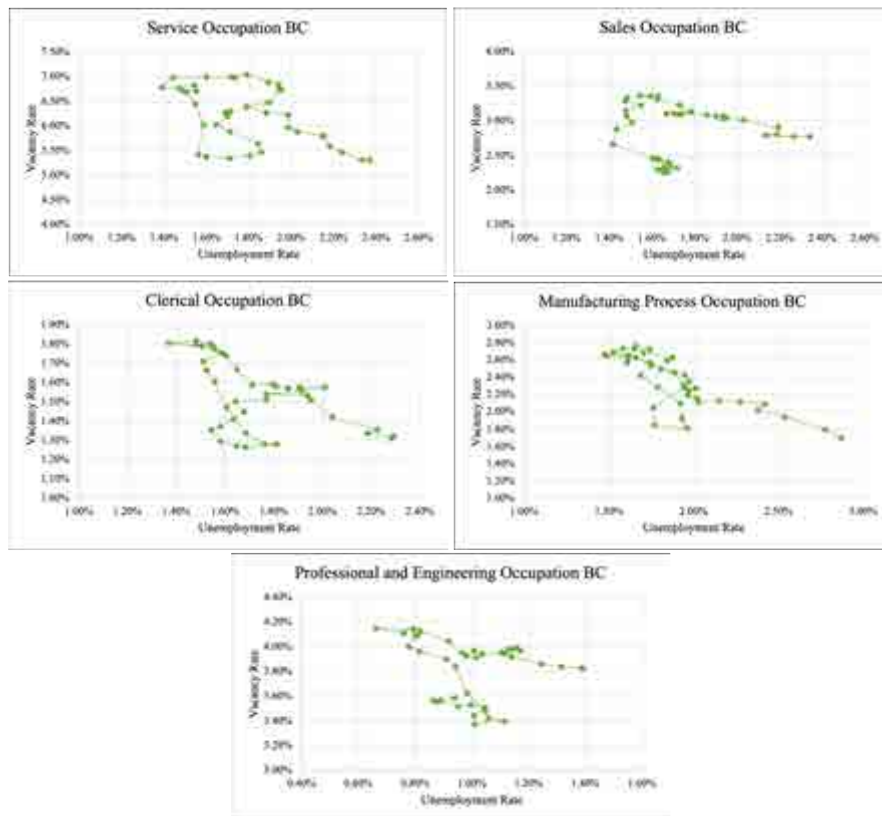 Service Occupation BC
Vacancy Rate
7.50%
7.00%
6.50%
6.00%
5.50%
5.00%
4.50%
4.00%
1.00% 1.20% 1.40% 1.60% 1.80% 2.00% 2.20% 2.40% 2.60%
Unemployment Rate
Sales Occupation BC
Vacancy Rate
4.00%
3.50%
3.00%
2.50%
2.00%
1.50%
1.00% 1.20% 1.40% 1.60% 1.80% 2.00% 2.20% 2.40% 2.60%
Unemployment Rate
Clerical Occupation BC
Vacancy Rate
1.90%
1.80%
1.70%
1.60%
1.50%
1.40%
1.30%
1.20%
1.10%
1.00%
1.00% 1.20% 1.40% 1.60% 1.80% 2.00% 2.20% 2.40%
Unemployment Rate
Manufacturing Process Occupation BC
Vacancy Rate
3.00%
2.80%
2.60%
2.40%
2.20%
2.00%
1.80%
1.60%
1.40%
1.20%
1.00%
1.00% 1.50% 2.00% 2.50% 3.00%
Unemployment Rate
Professional and Engineering Occupation BC
Vacancy Rate
4.40%
4.20%
4.00%
3.80%
3.60%
3.40%
3.20%
3.00%
0.40% 0.60% 0.80% 1.00% 1.20% 1.40% 1.60%
Unemployment Rate